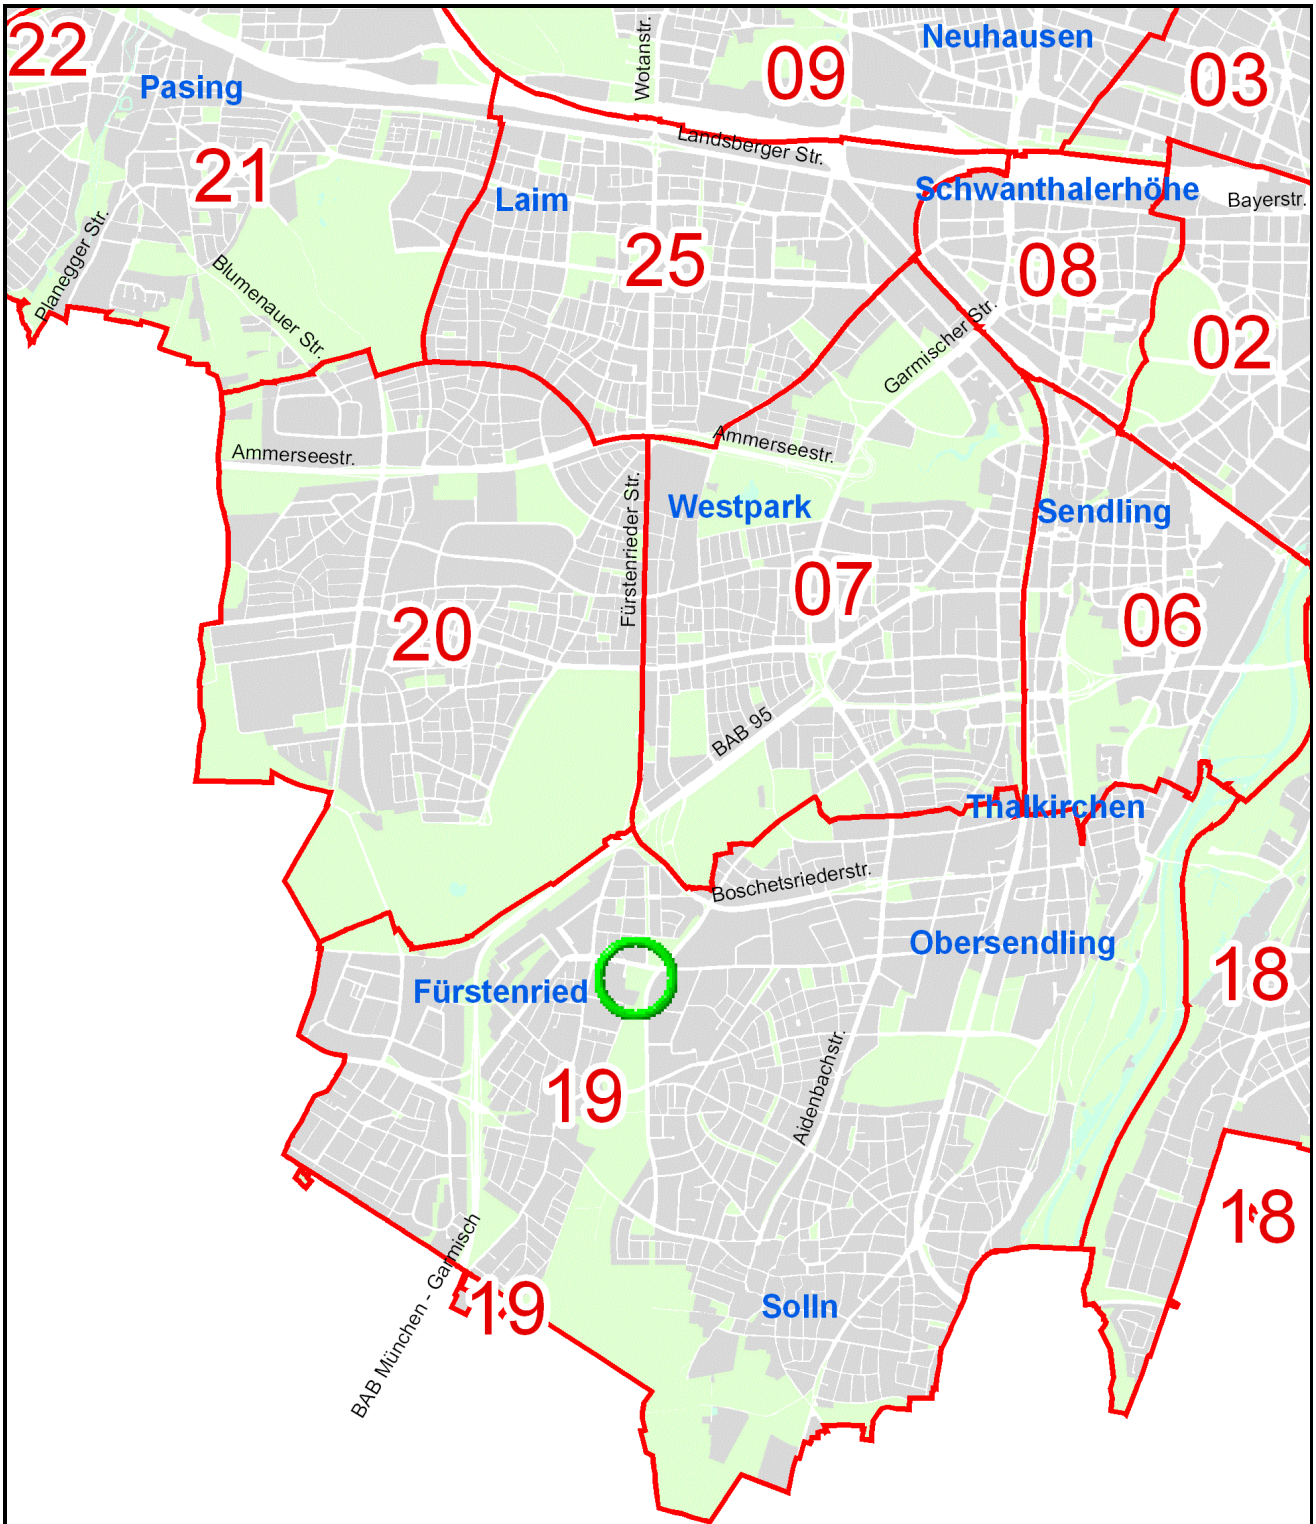 22
Pasing
Wotanstr.
09
Neuhausen
03
21
Landsberger Str.
Laim
Schwanthalerhöhe
Bayerstr.
25
08
02
Planegger Str.
Blumenauer Str.
Garmischer Str.
Ammerseestr.
Ammerseestr.
Fürstenrieder Str.
Westpark
Sendling
07
06
20
BAB 95
Thalkirchen
Boschetsriederstr.
Obersendling
18
Fürstenried
19
Aidenbachstr.
18
BAB München - Garmisch
19
Solln